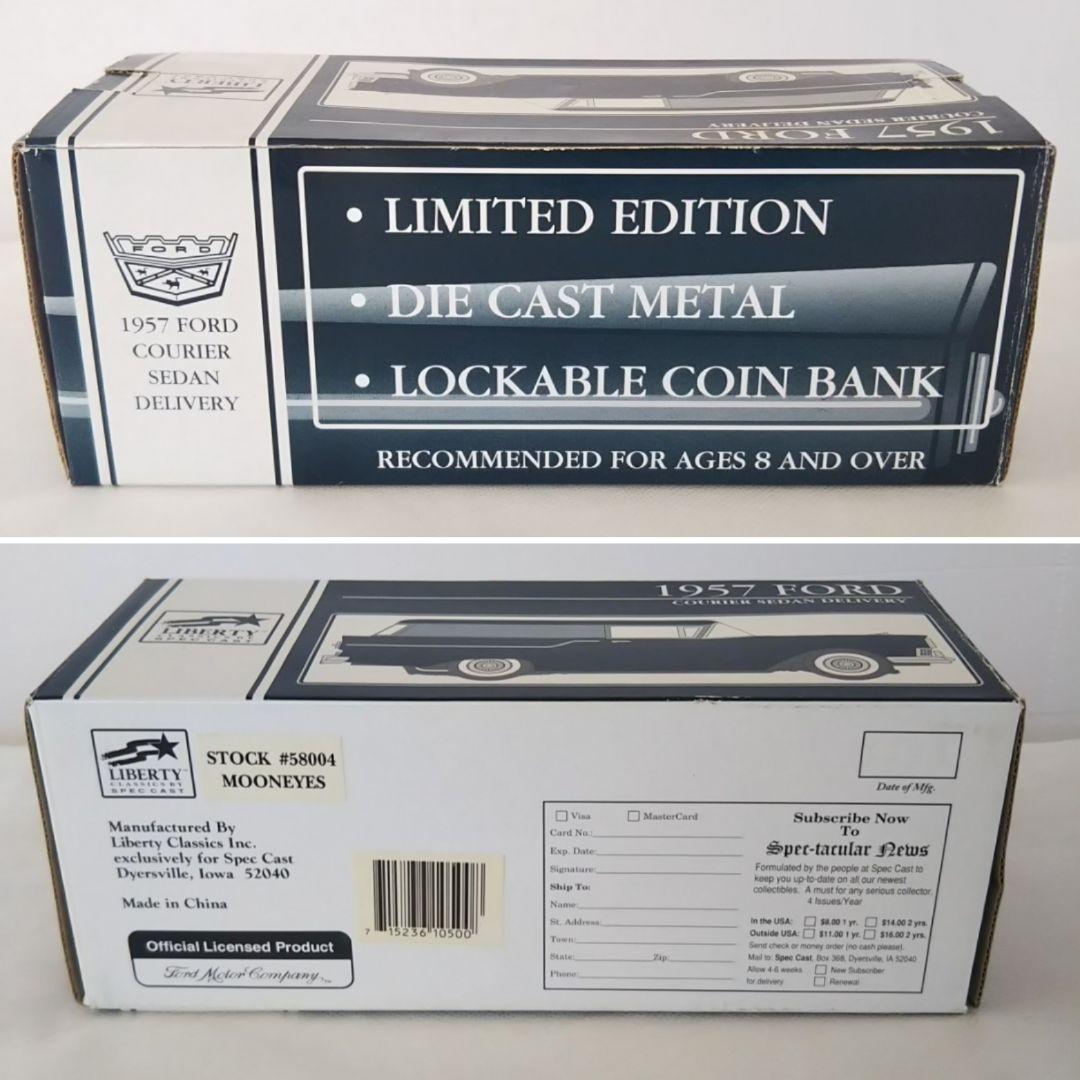 LIBERTY
1957 FORD
COURIER SEDAN DELIVERY
FORD
1957 FORD
COURIER
SEDAN
DELIVERY
• LIMITED EDITION
• DIE CAST METAL
• LOCKABLE COIN BANK
RECOMMENDED FOR AGES 8 AND OVER
1957 FORD
COURIER SEDAN DELIVERY
LIBERTY
CLASSICS BY
SPEC CAST
LIBERTY™
CLASSICS BY
SPEC CAST
STOCK #58004
MOONEYES
Manufactured By
Liberty Classics Inc.
exclusively for Spec Cast
Dyersville, Iowa 52040
Made in China
Official Licensed Product
Ford Motor Company™
7 15236 10500
Date of Mfg.
Visa MasterCard
Card No.:
Exp. Date:
Signature:
Ship To:
Name:
St. Address:
Town:
State: Zip:
Phone:
Subscribe Now
To
Spec-tacular News
Formulated by the people at Spec Cast to
keep you up-to-date on all our newest
collectibles. A must for any serious collector.
4 Issues/Year
In the USA: $8.00 1 yr. $14.00 2 yrs.
Outside USA: $11.00 1 yr. $16.00 2 yrs.
Send check or money order (no cash please).
Mail to: Spec Cast, Box 368, Dyersville, IA 52040
Allow 4-6 weeks New Subscriber
for delivery Renewal